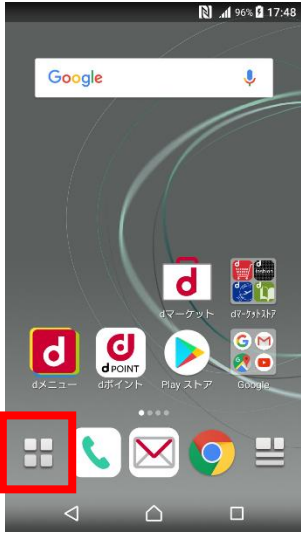 96% 17:48
Google
d
dマーケット
dマーケットストア
d
d
POINT
dメニュー
dポイント
Play ストア
Google